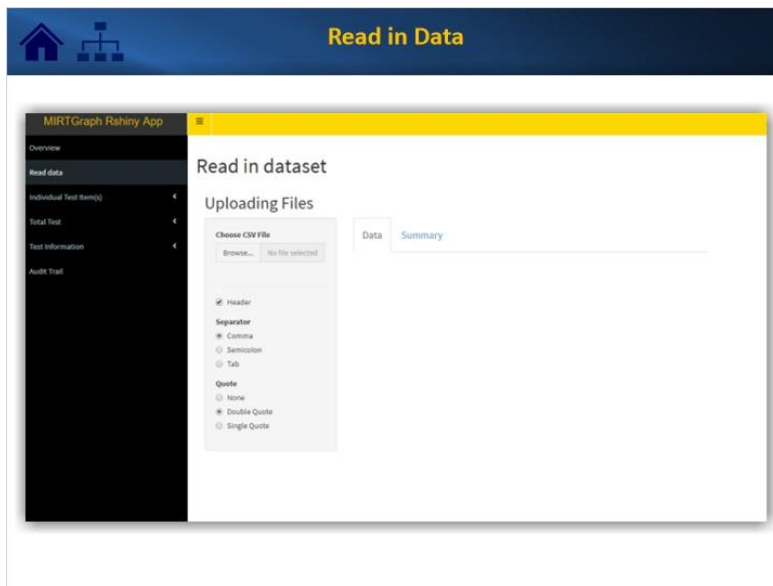 Read in Data
MIRTGraph Rshiny App
Overview
Read data
Individual Test Item(s)
Total Test
Test Information
Audit Trail
Read in dataset
Uploading Files
Choose CSV File
Browse... No file selected
Header
Separator
Comma
Semicolon
Tab
Quote
None
Double Quote
Single Quote
Data Summary